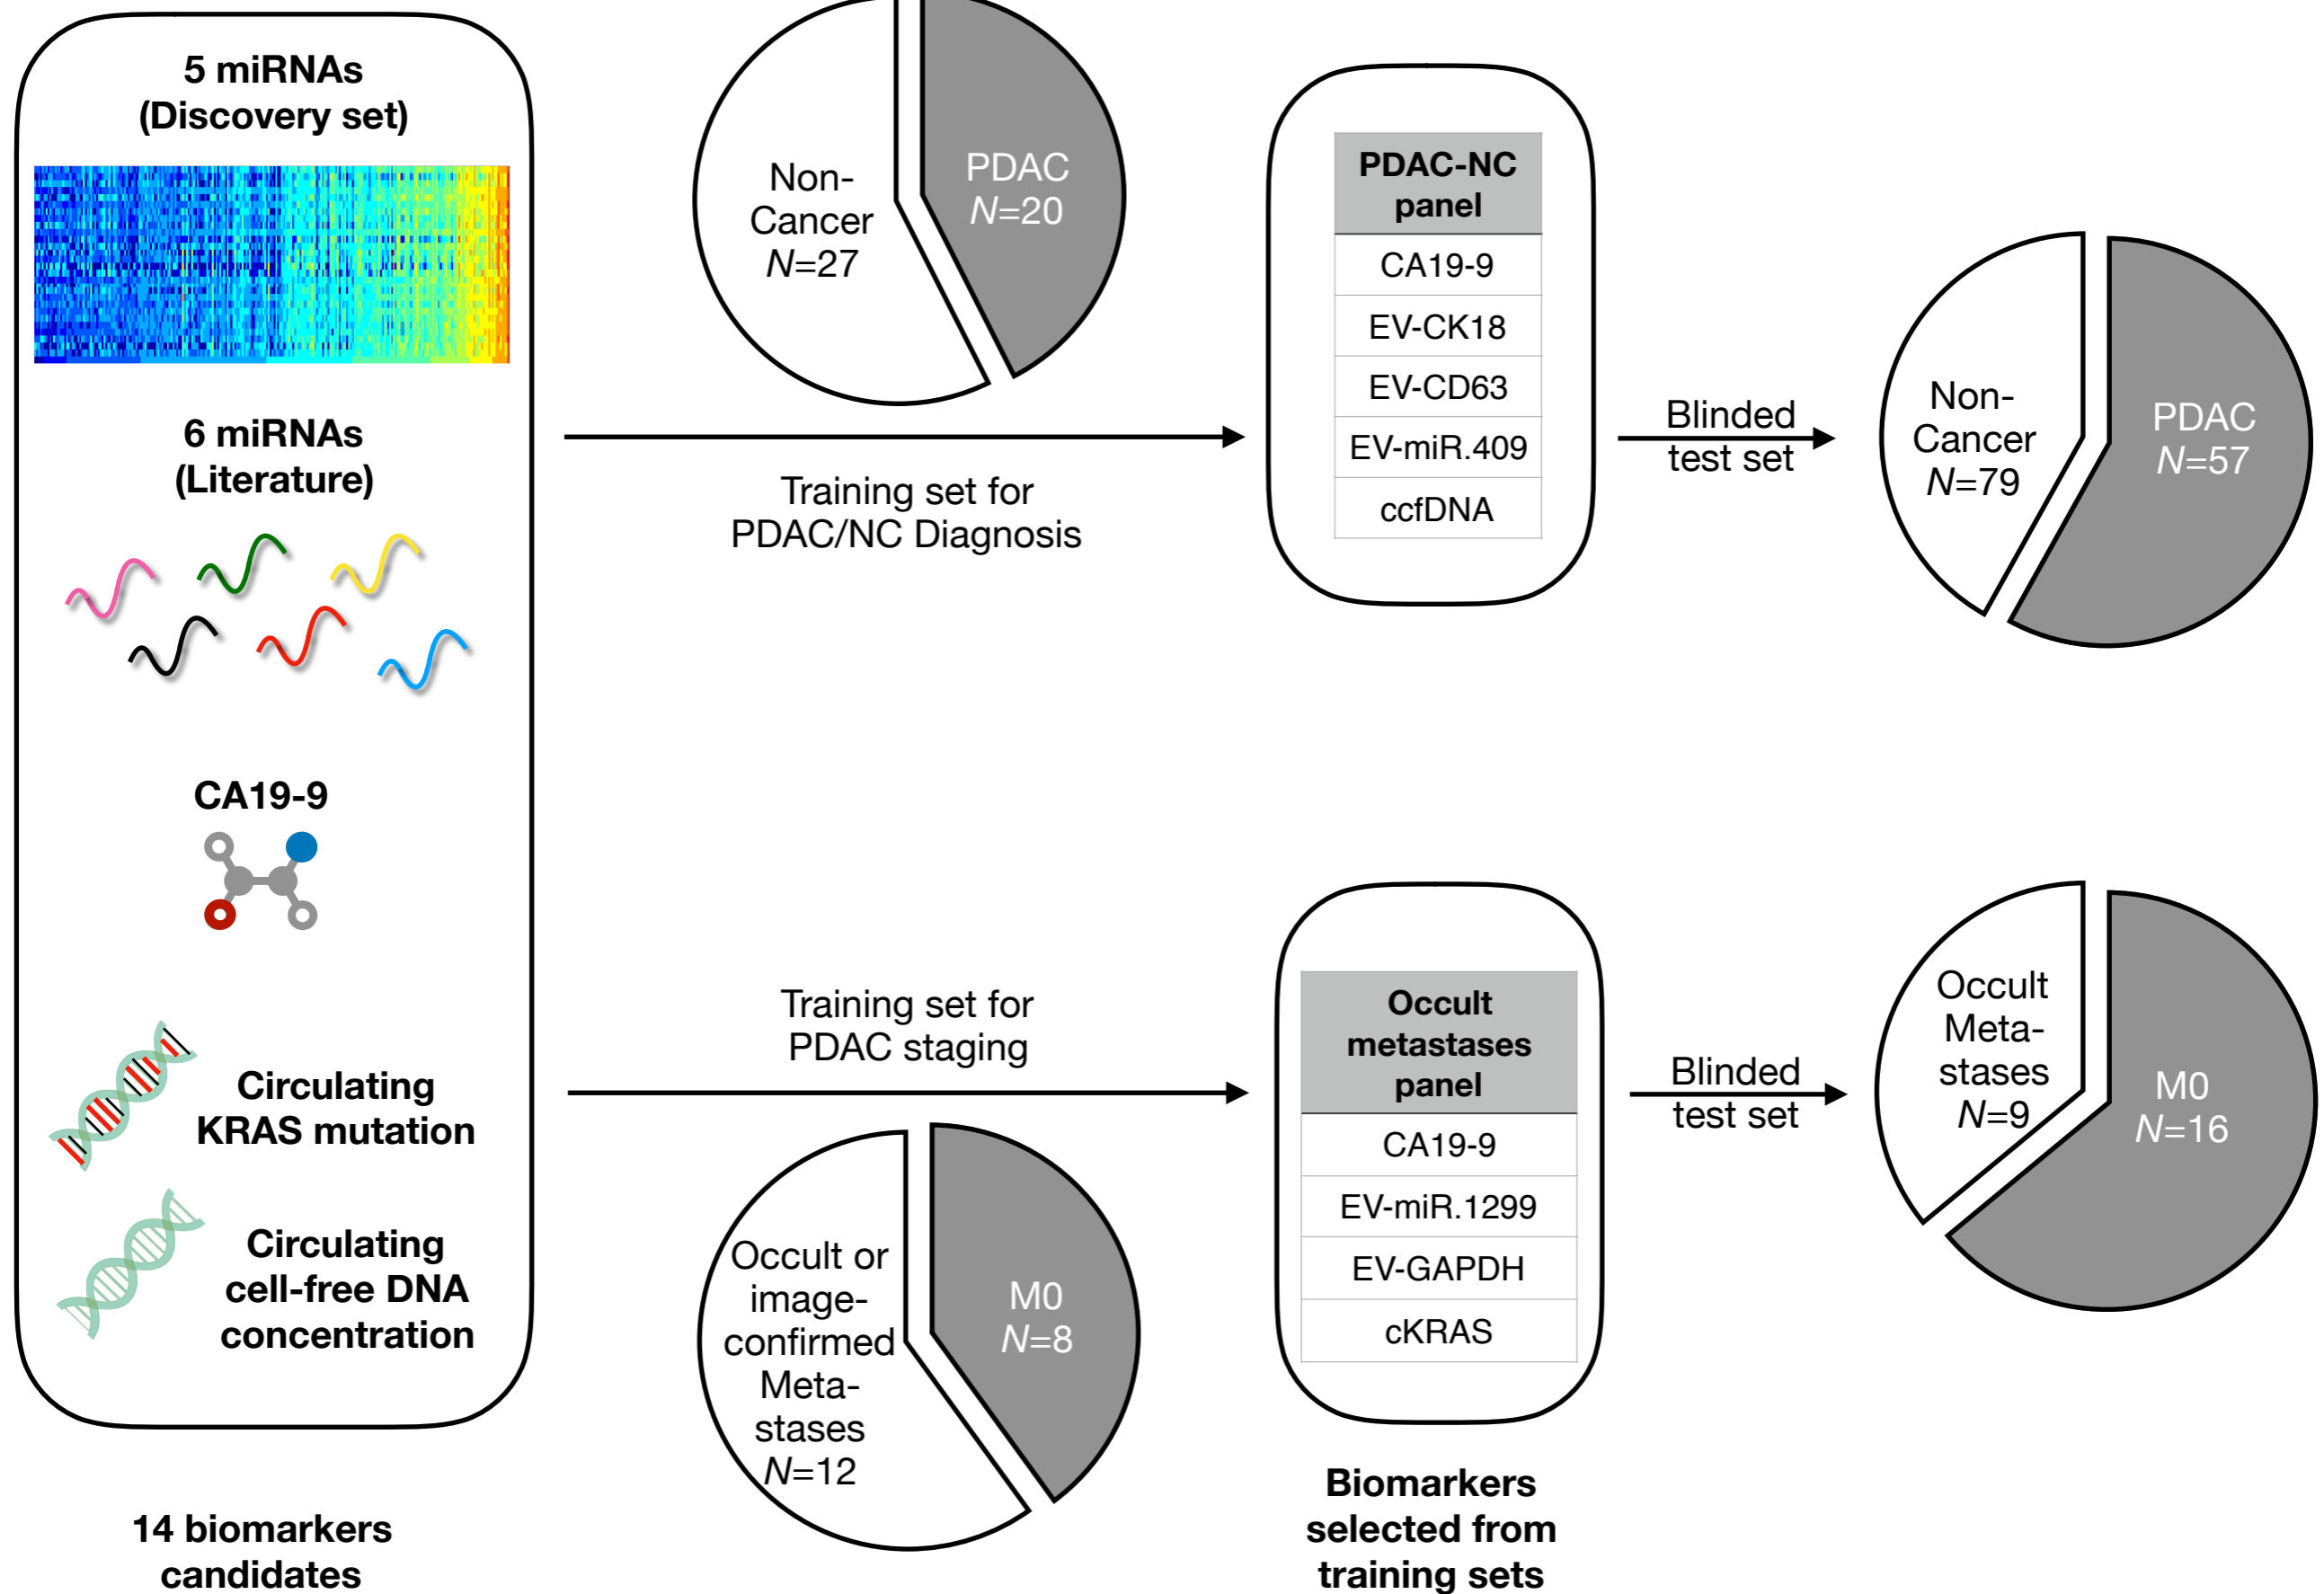 5 miRNAs
(Discovery set)
6 miRNAs
(Literature)
CA19-9
Circulating
KRAS mutation
Circulating
cell-free DNA
concentration
14 biomarkers
candidates
Non-
Cancer
N=27
PDAC
N=20
Training set for
PDAC/NC Diagnosis
PDAC-NC
panel
CA19-9
EV-CK18
EV-CD63
EV-miR.409
ccfDNA
Blinded
test set
Non-
Cancer
N=79
PDAC
N=57
Training set for
PDAC staging
Occult or
image-
confirmed
Meta-
stases
N=12
M0
N=8
Occult
metastases
panel
CA19-9
EV-miR.1299
EV-GAPDH
cKRAS
Biomarkers
selected from
training sets
Blinded
test set
Occult
Meta-
stases
N=9
M0
N=16